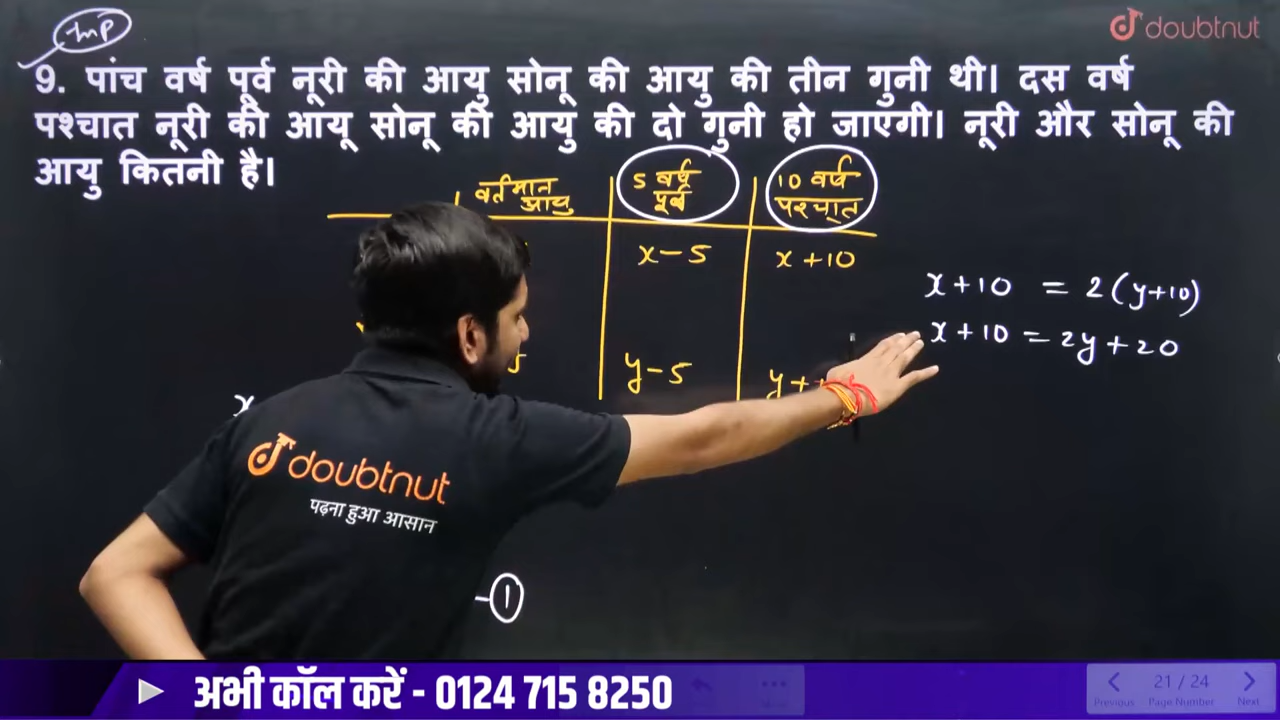 Imp
doubtnut
9. पांच वर्ष पूर्व नूरी की आयु सोनू की आयु की तीन गुनी थी। दस वर्ष
पश्चात नूरी की आयू सोनू की आयु की दो गुनी हो जाएगी। नूरी और सोनू की
आयु कितनी है।
वर्तमान आयु
5 वर्ष पूर्व
10 वर्ष पश्चात
x-5
x+10
x+10 = 2(y+10)
x+10 = 2y+20
5
y-5
y+
x
doubtnut
पढ़ना हुआ आसान
-①
अभी कॉल करें - 0124 715 8250
21 / 24
Previous Page Number Next